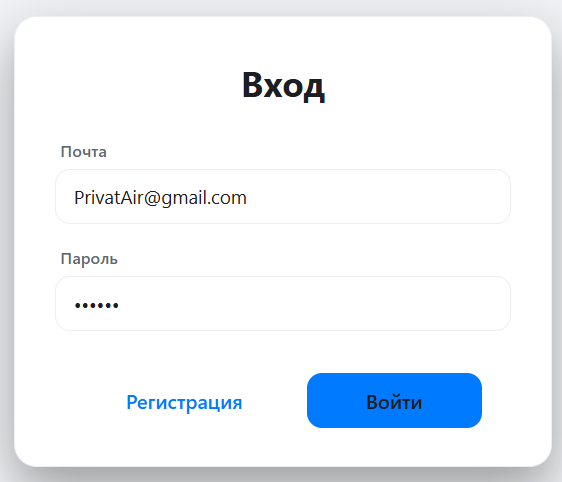 Вход
Почта
PrivatAir@gmail.com
Пароль
••••••
Регистрация
Войти